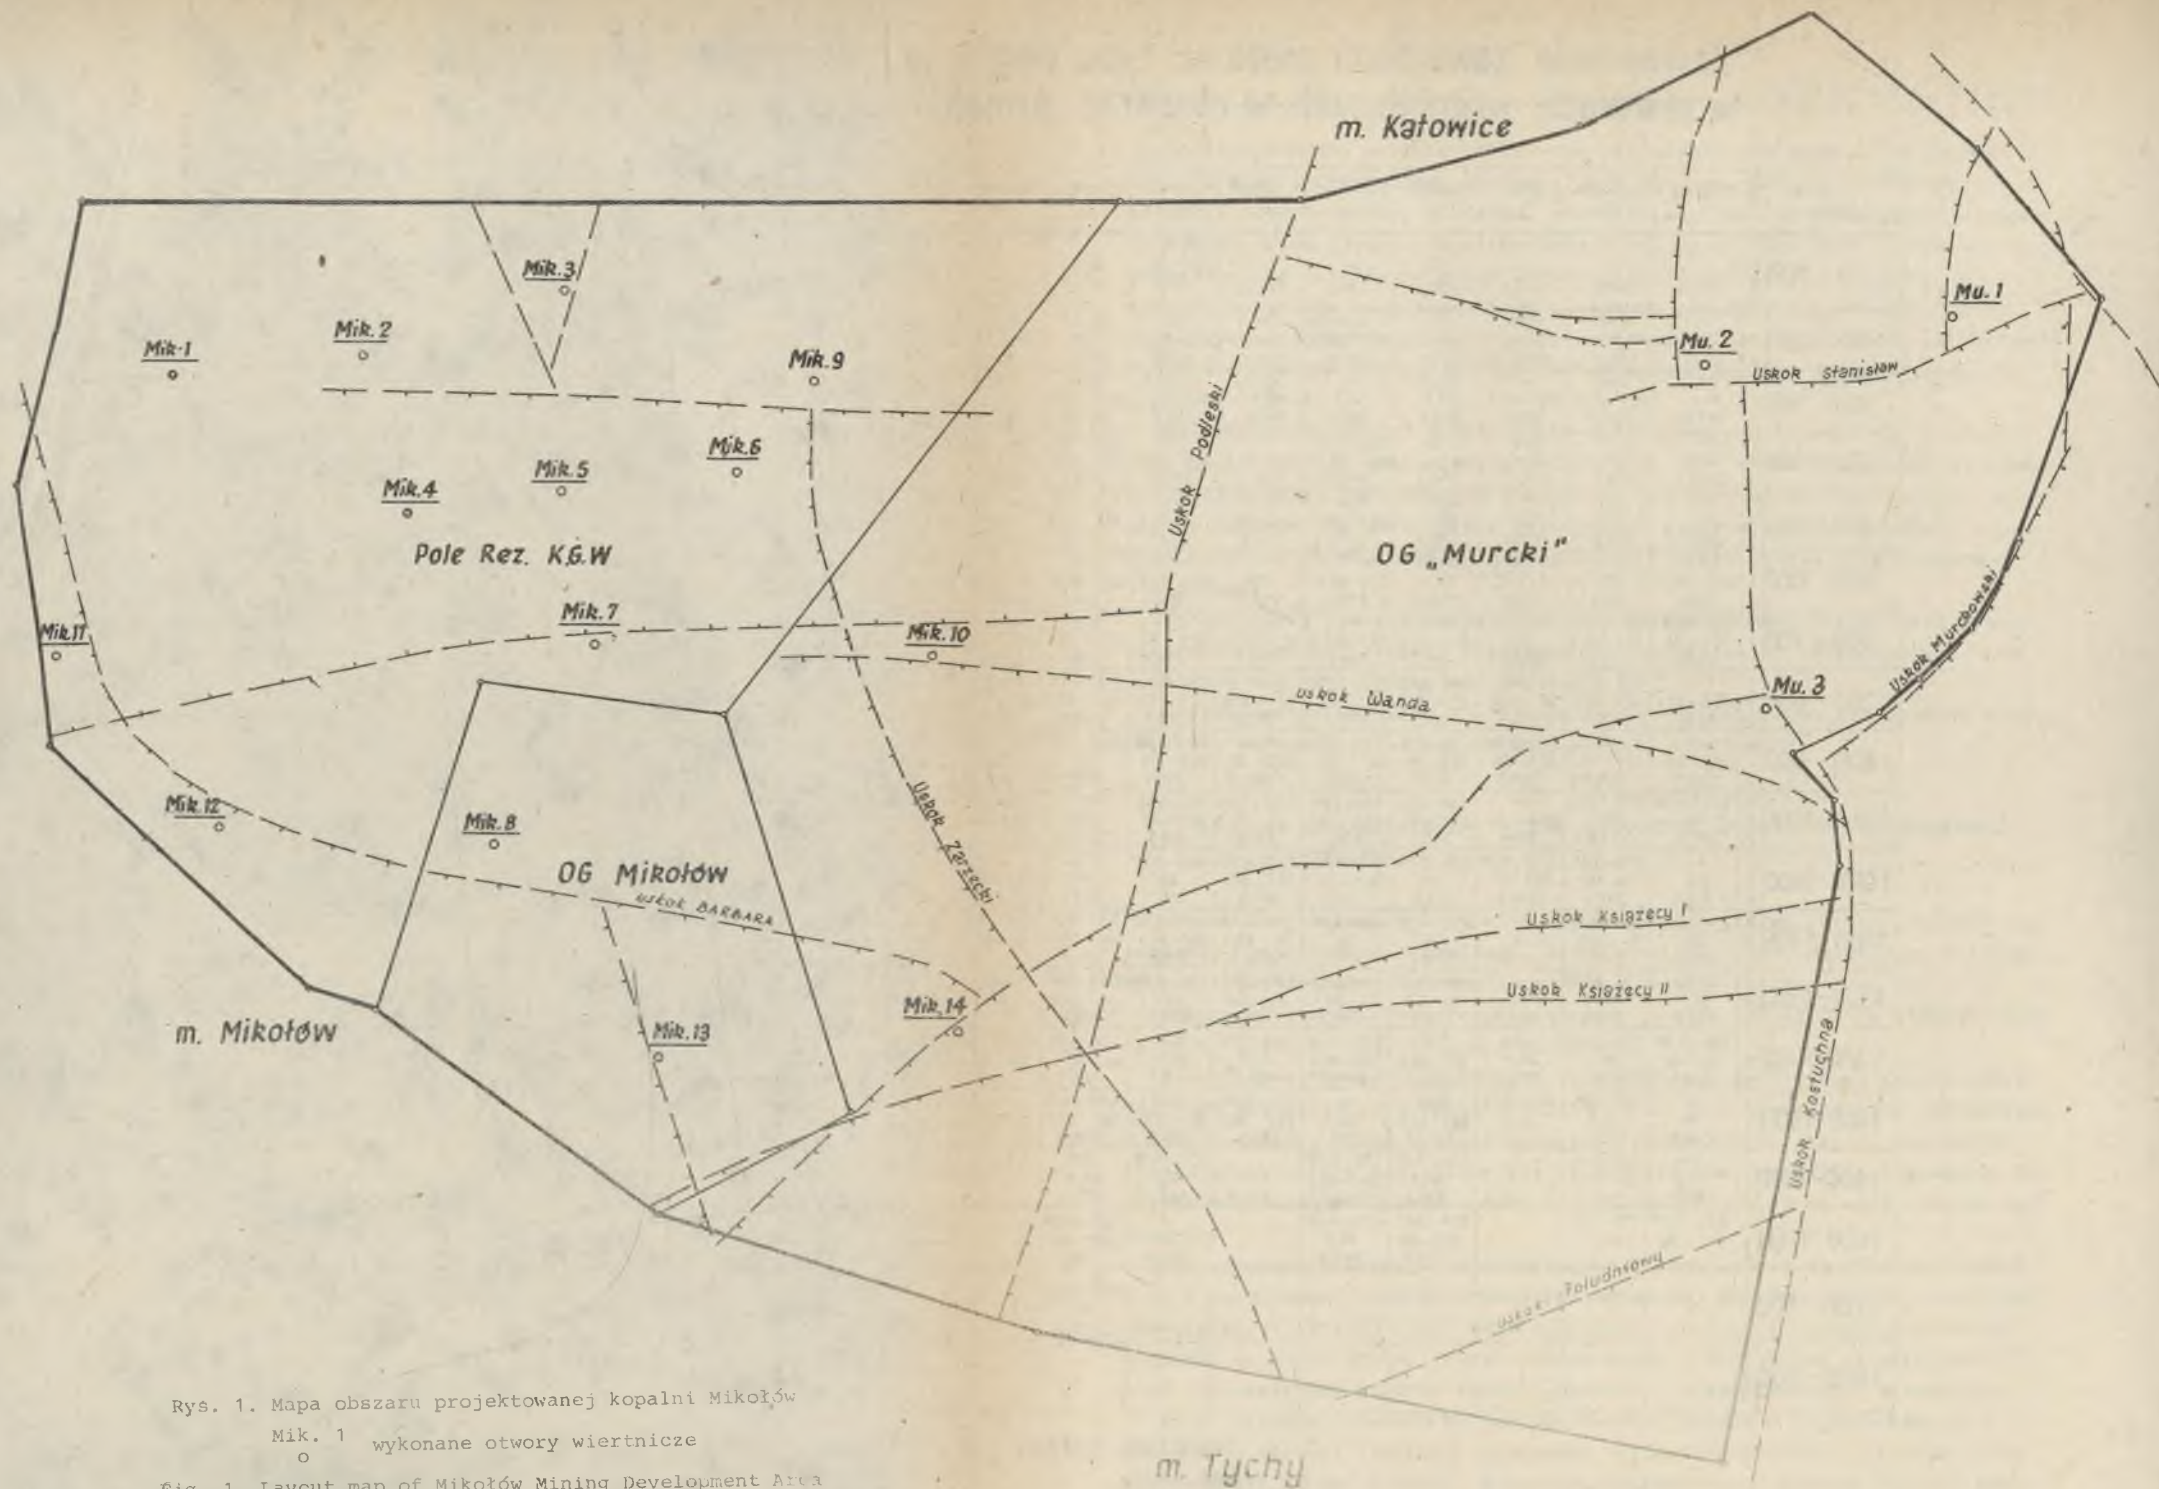 m. Katowice
Mik. 3
Mu. 1
Mik. 2
Mik-1
Mu. 2
Mik. 9
Uskok Stanisław
Uskok Podleski
Mik. 6
Mik. 5
Mik. 4
Pole Rez. K.G.W
OG „Murcki"
Mik. 7
Mik. 10
Mik. 11
Uskok Murckowski
Mu. 3
uskok Wanda
Mik. 12
Mik. 8
Uskok Zarzecki
OG Mikołów
uskok BARBARA
Uskok Książęcy I
Uskok Książęcy II
Mik. 14
m. Mikołów
Mik. 13
Uskok Kostuchna
uskok Południowy
Rys. 1. Mapa obszaru projektowanej kopalni Mikołów
Mik. 1 wykonane otwory wiertnicze
m. Tychy
Fig. 1. Layout map of Mikołów Mining Development Area